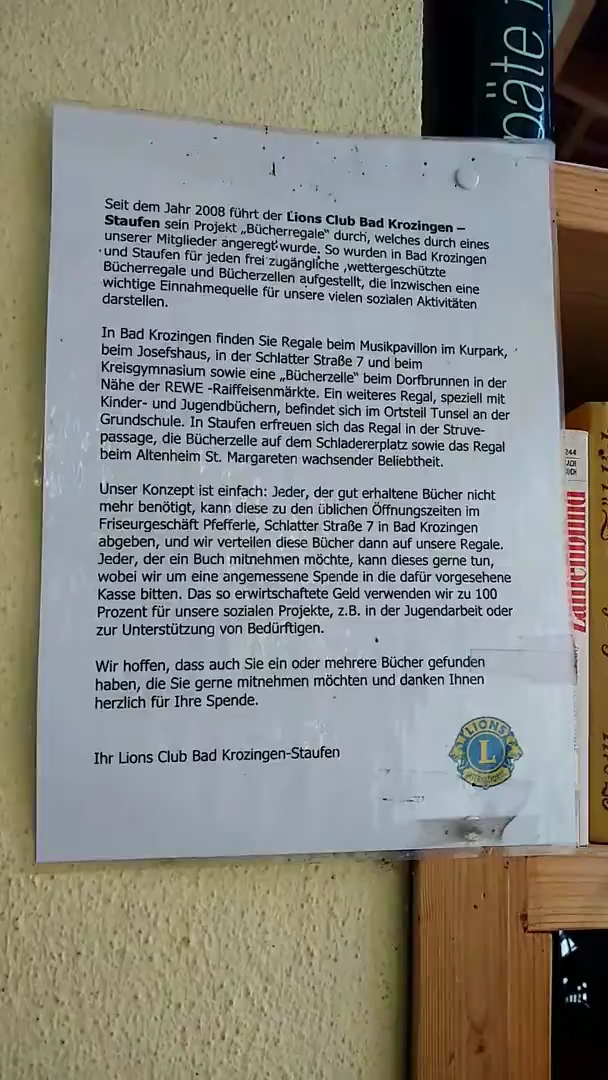 päte
Seit dem Jahr 2008 führt der Lions Club Bad Krozingen –
Staufen sein Projekt „Bücherregale" durch, welches durch eines
unserer Mitglieder angeregt wurde. So wurden in Bad Krozingen
und Staufen für jeden frei zugängliche ,wettergeschützte
Bücherregale und Bücherzellen aufgestellt, die inzwischen eine
wichtige Einnahmequelle für unsere vielen sozialen Aktivitäten
darstellen.
In Bad Krozingen finden Sie Regale beim Musikpavillon im Kurpark,
beim Josefshaus, in der Schlatter Straße 7 und beim
Kreisgymnasium sowie eine „Bücherzelle" beim Dorfbrunnen in der
Nähe der REWE -Raiffeisenmärkte. Ein weiteres Regal, speziell mit
Kinder- und Jugendbüchern, befindet sich im Ortsteil Tunsel an der
Grundschule. In Staufen erfreuen sich das Regal in der Struve-
passage, die Bücherzelle auf dem Schladererplatz sowie das Regal
beim Altenheim St. Margareten wachsender Beliebtheit.
Unser Konzept ist einfach: Jeder, der gut erhaltene Bücher nicht
mehr benötigt, kann diese zu den üblichen Öffnungszeiten im
Friseurgeschäft Pfefferle, Schlatter Straße 7 in Bad Krozingen
abgeben, und wir verteilen diese Bücher dann auf unsere Regale.
Jeder, der ein Buch mitnehmen möchte, kann dieses gerne tun,
wobei wir um eine angemessene Spende in die dafür vorgesehene
Kasse bitten. Das so erwirtschaftete Geld verwenden wir zu 100
Prozent für unsere sozialen Projekte, z.B. in der Jugendarbeit oder
zur Unterstützung von Bedürftigen.
Wir hoffen, dass auch Sie ein oder mehrere Bücher gefunden
haben, die Sie gerne mitnehmen möchten und danken Ihnen
herzlich für Ihre Spende.
Ihr Lions Club Bad Krozingen-Staufen
LIONS
L
INTERNATIONAL
244